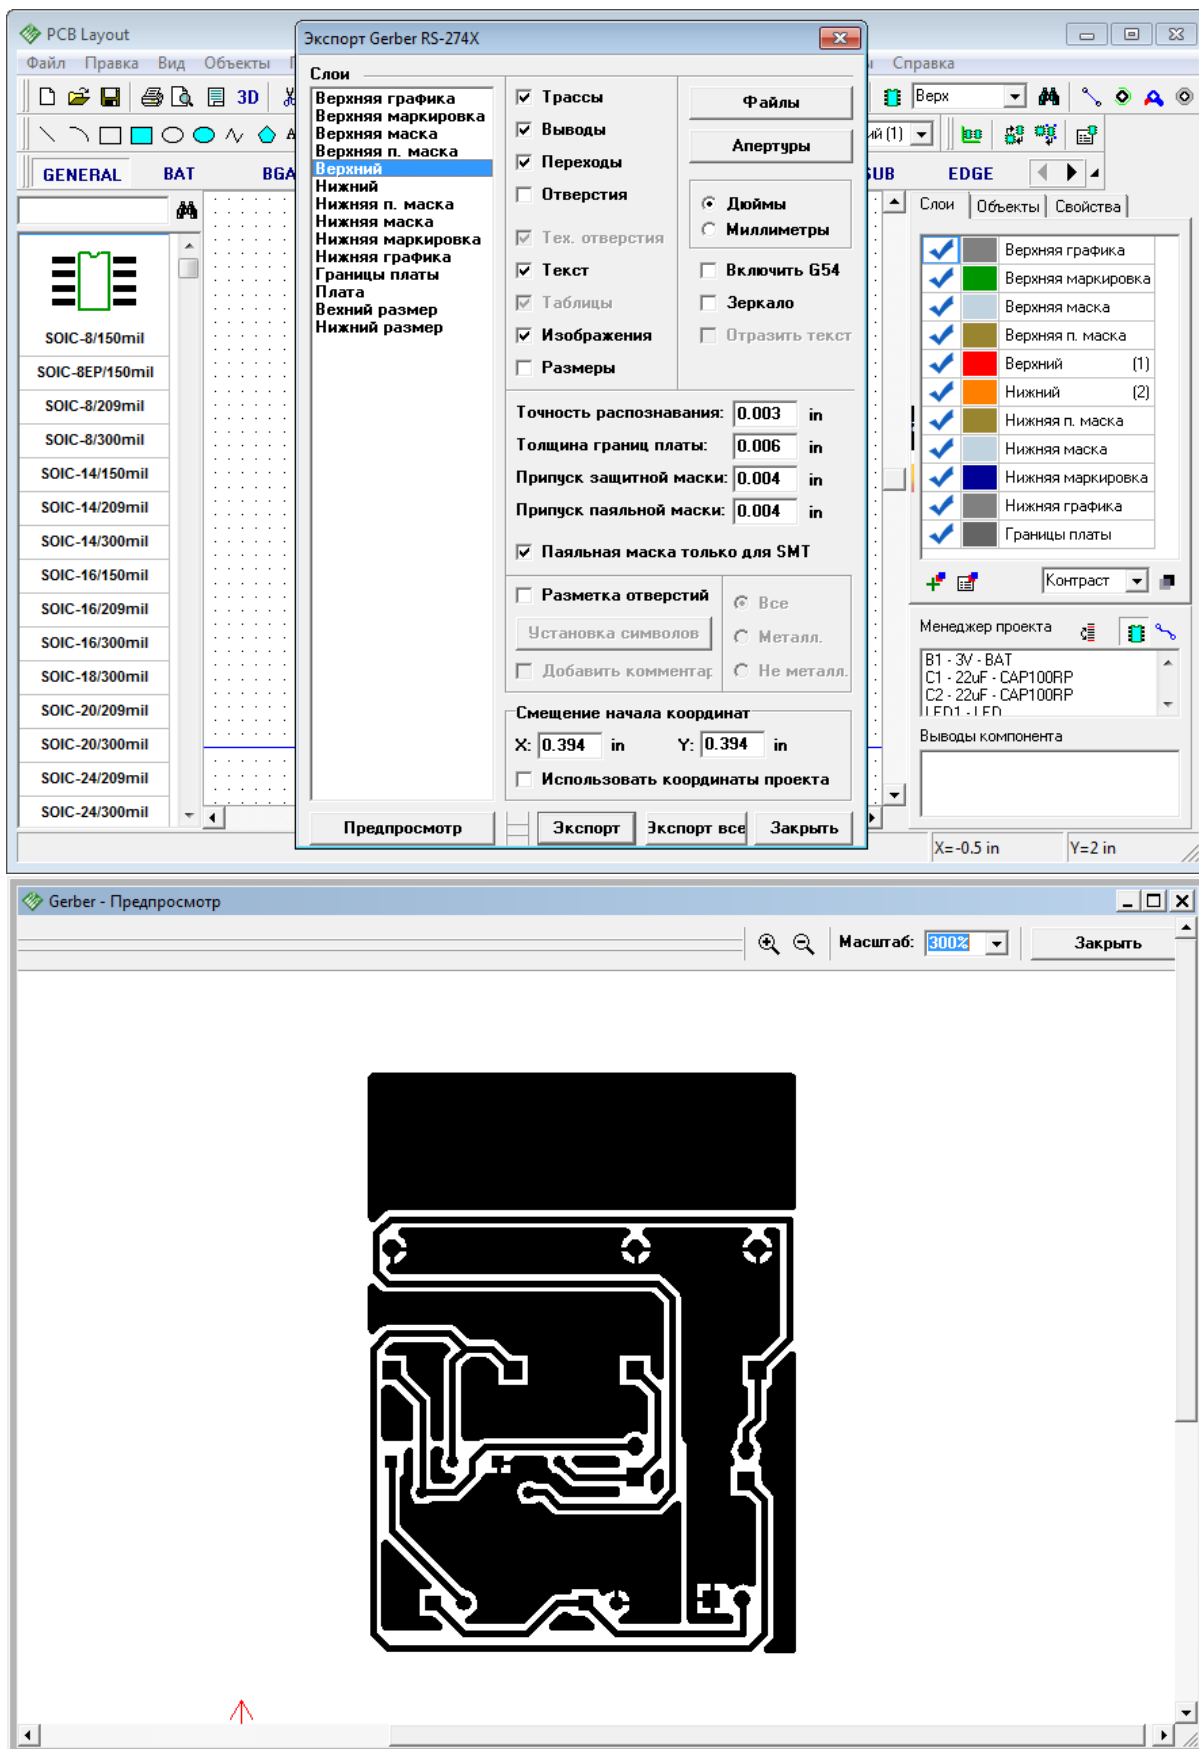 PCB Layout
Файл Правка Вид Объекты
Справка
3D
Верх
GENERAL BAT BGA
SUB EDGE
SOIC-8/150mil
SOIC-8EP/150mil
SOIC-8/209mil
SOIC-8/300mil
SOIC-14/150mil
SOIC-14/209mil
SOIC-14/300mil
SOIC-16/150mil
SOIC-16/209mil
SOIC-16/300mil
SOIC-18/300mil
SOIC-20/209mil
SOIC-20/300mil
SOIC-24/209mil
SOIC-24/300mil
Экспорт Gerber RS-274X
Слои
Верхняя графика
Верхняя маркировка
Верхняя маска
Верхняя п. маска
Верхний
Нижний
Нижняя п. маска
Нижняя маска
Нижняя маркировка
Нижняя графика
Границы платы
Плата
Вехний размер
Нижний размер
Предпросмотр
Трассы
Выводы
Переходы
Отверстия
Тех. отверстия
Текст
Таблицы
Изображения
Размеры
Файлы
Апертуры
Дюймы
Миллиметры
Включить G54
Зеркало
Отразить текст
Точность распознавания: 0.003 in
Толщина границ платы: 0.006 in
Припуск защитной маски: 0.004 in
Припуск паяльной маски: 0.004 in
Паяльная маска только для SMT
Разметка отверстий
Установка символов
Добавить комментар
Все
Металл.
Не металл.
Смещение начала координат
X: 0.394 in Y: 0.394 in
Использовать координаты проекта
Экспорт Экспорт все Закрыть
ий (1)
Слои Объекты Свойства
Верхняя графика
Верхняя маркировка
Верхняя маска
Верхняя п. маска
Верхний (1)
Нижний (2)
Нижняя п. маска
Нижняя маска
Нижняя маркировка
Нижняя графика
Границы платы
Контраст
Менеджер проекта
B1 - 3V - BAT
C1 - 22uF - CAP100RP
C2 - 22uF - CAP100RP
LED1 - LED
Выводы компонента
X=-0.5 in Y=2 in
Gerber - Предпросмотр
Масштаб: 300% Закрыть